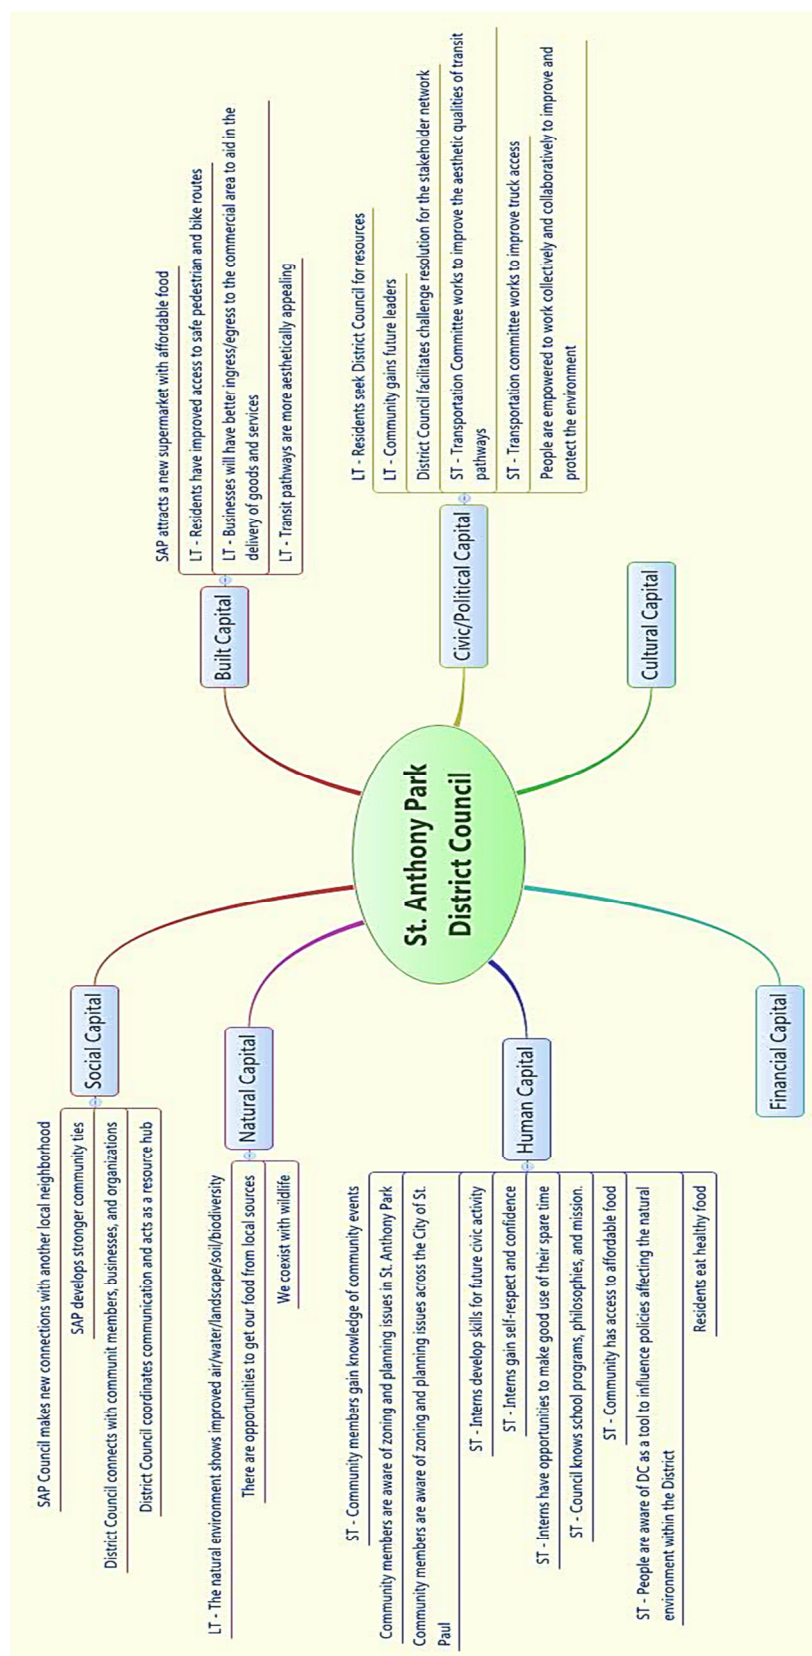 St. Anthony Park
District Council
Social Capital
SAP Council makes new connections with another local neighborhood
SAP develops stronger community ties
District Council connects with communit members, businesses, and organizations
District Council coordinates communication and acts as a resource hub
Natural Capital
LT - The natural environment shows improved air/water/landscape/soil/biodiversity
There are opportunities to get our food from local sources
We coexist with wildlife
Human Capital
ST - Community members gain knowledge of community events
Community members are aware of zoning and planning issues in St. Anthony Park
Community members are aware of zoning and planning issues across the City of St.
Paul
ST - Interns develop skills for future civic activity
ST - Interns gain self-respect and confidence
ST - Interns have opportunities to make good use of their spare time
ST - Council knows school programs, philosophies, and mission.
ST - Community has access to affordable food
ST - People are aware of DC as a tool to influence policies affecting the natural
environment within the District
Residents eat healthy food
Financial Capital
Built Capital
SAP attracts a new supermarket with affordable food
LT - Residents have improved access to safe pedestrian and bike routes
LT - Businesses will have better ingress/egress to the commercial area to aid in the
delivery of goods and services
LT - Transit pathways are more aesthetically appealing
Civic/Political Capital
LT - Residents seek District Council for resources
LT - Community gains future leaders
District Council facilitates challenge resolution for the stakeholder network
ST - Transportation Committee works to improve the aesthetic qualities of transit
pathways
ST - Transportation committee works to improve truck access
People are empowered to work collectively and collaboratively to improve and
protect the environment
Cultural Capital